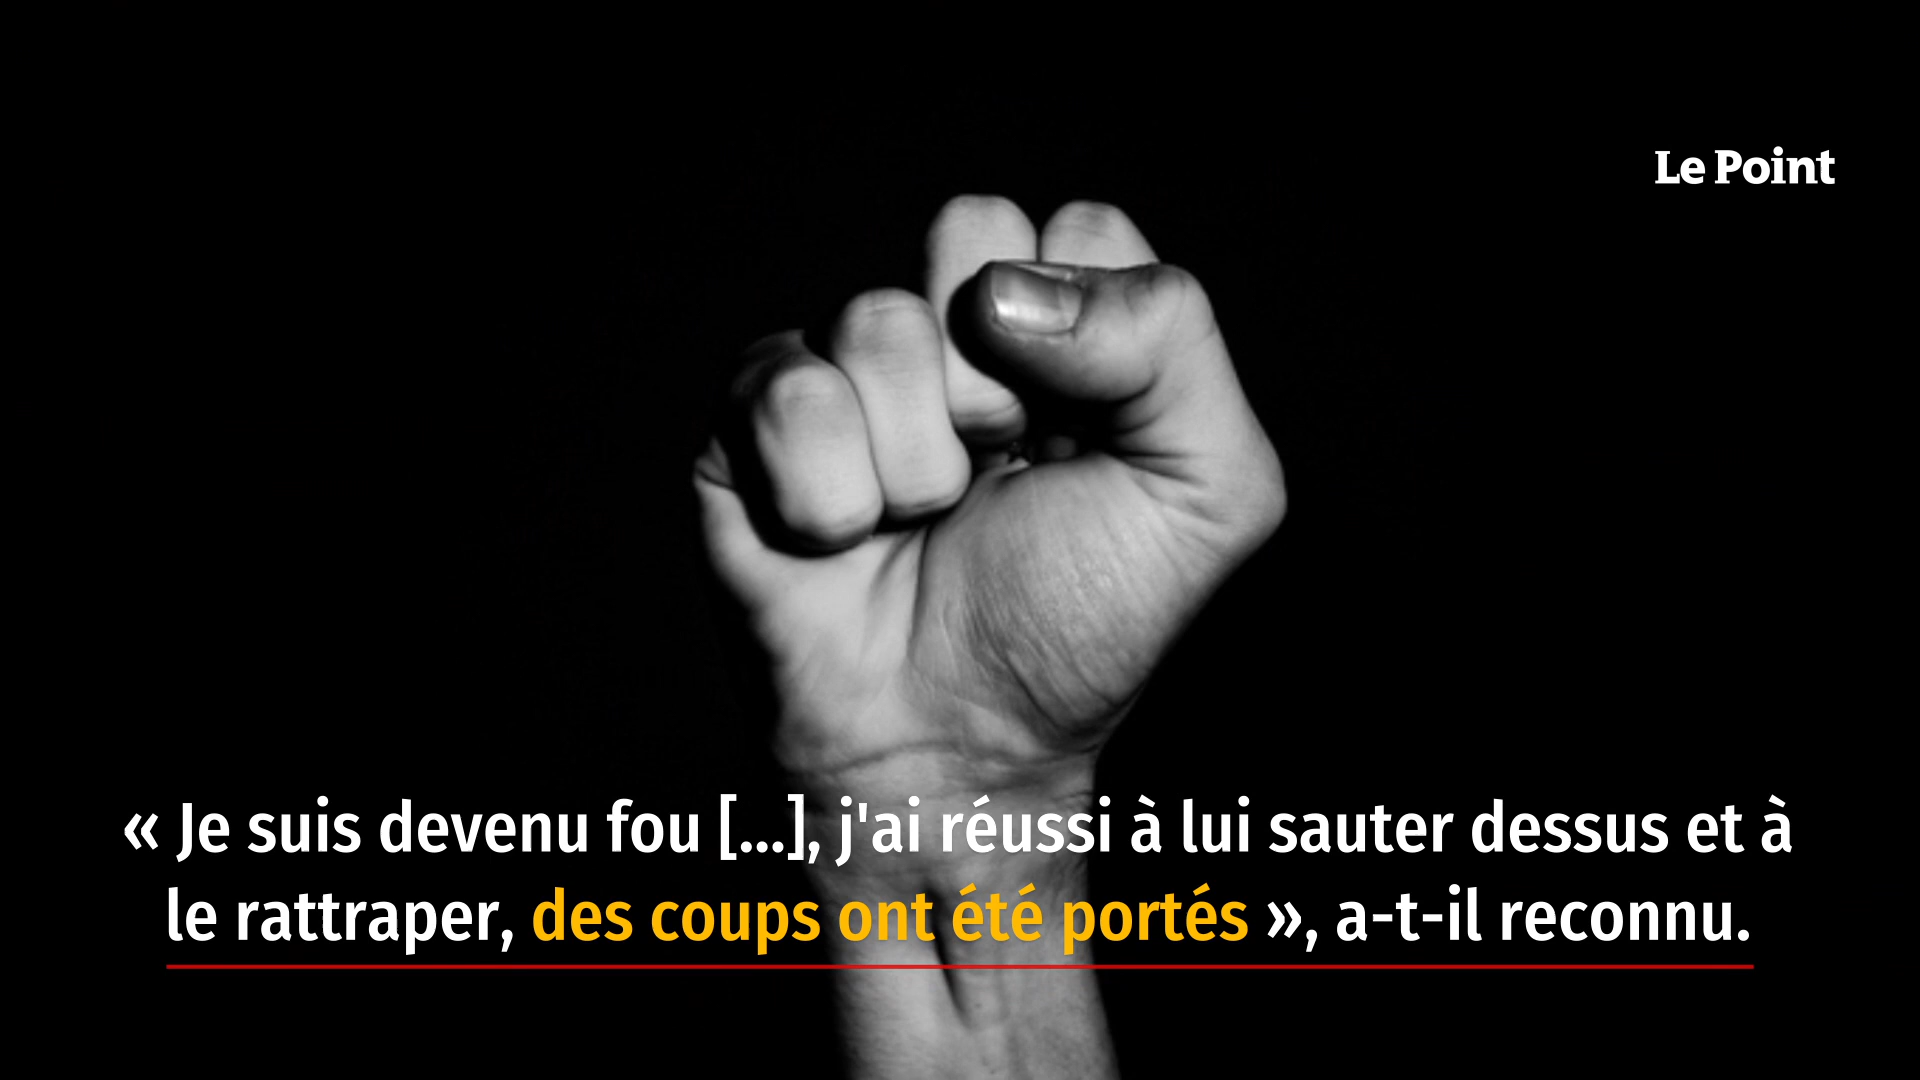 Le Point
« Je suis devenu fou [...], j'ai réussi à lui sauter dessus et à
le rattraper, des coups ont été portés », a-t-il reconnu.